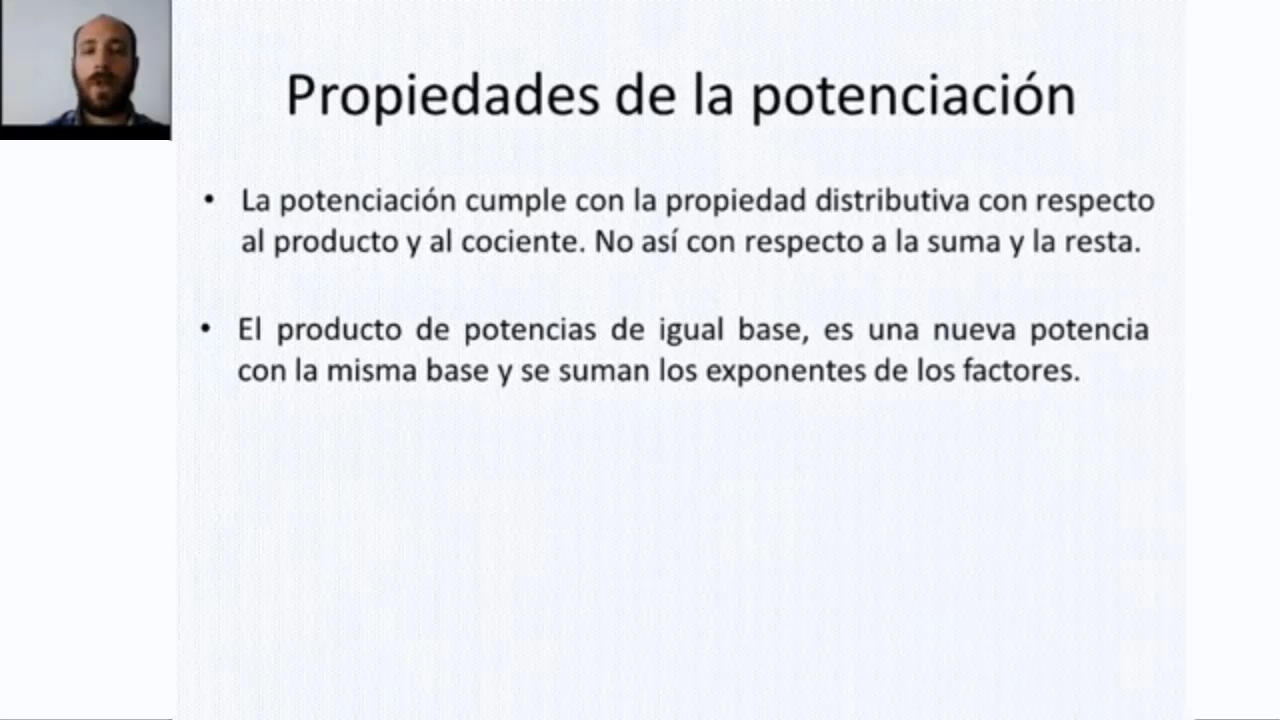 Propiedades de la potenciación
• La potenciación cumple con la propiedad distributiva con respecto
al producto y al cociente. No así con respecto a la suma y la resta.
• El producto de potencias de igual base, es una nueva potencia
con la misma base y se suman los exponentes de los factores.